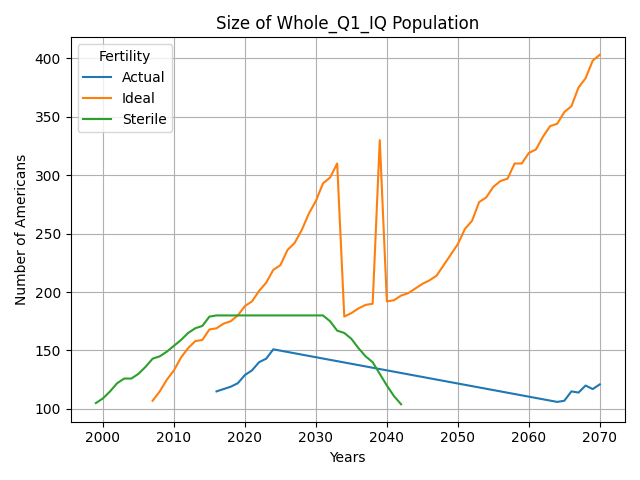 Size of Whole_Q1_IQ Population
Fertility
Actual
Ideal
Sterile
Number of Americans
400
350
300
250
200
150
100
2000
2010
2020
2030
2040
2050
2060
2070
Years